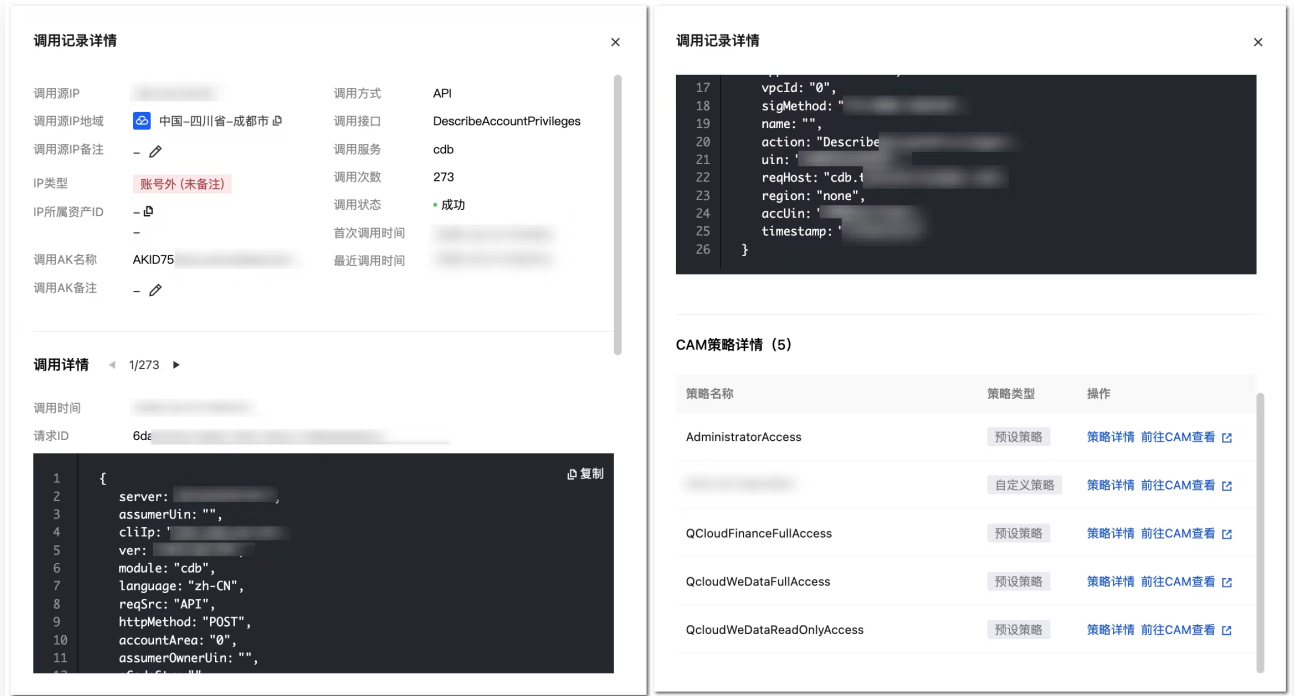 调用记录详情
调用源IP
调用源IP地域 中国–四川省–成都市
调用源IP备注 –
IP类型 账号外 (未备注)
IP所属资产ID –
–
调用AK名称 AKID75
调用AK备注 –
调用方式 API
调用接口 DescribeAccountPrivileges
调用服务 cdb
调用次数 273
调用状态 成功
首次调用时间
最近调用时间
调用详情 1/273
调用时间
请求ID 6da
复制
1 {
2 server:
3 assumerUin: "",
4 cliIp: "
5 ver:
6 module: "cdb",
7 language: "zh-CN",
8 reqSrc: "API",
9 httpMethod: "POST",
10 accountArea: "0",
11 assumerOwnerUin: "",
调用记录详情
17 vpcId: "0",
18 sigMethod: "
19 name: "",
20 action: "Describe
21 uin: "
22 reqHost: "cdb.t
23 region: "none",
24 accUin: "
25 timestamp: "
26 }
CAM策略详情（5）
策略名称 策略类型 操作
AdministratorAccess 预设策略 策略详情 前往CAM查看
自定义策略 策略详情 前往CAM查看
QCloudFinanceFullAccess 预设策略 策略详情 前往CAM查看
QcloudWeDataFullAccess 预设策略 策略详情 前往CAM查看
QcloudWeDataReadOnlyAccess 预设策略 策略详情 前往CAM查看